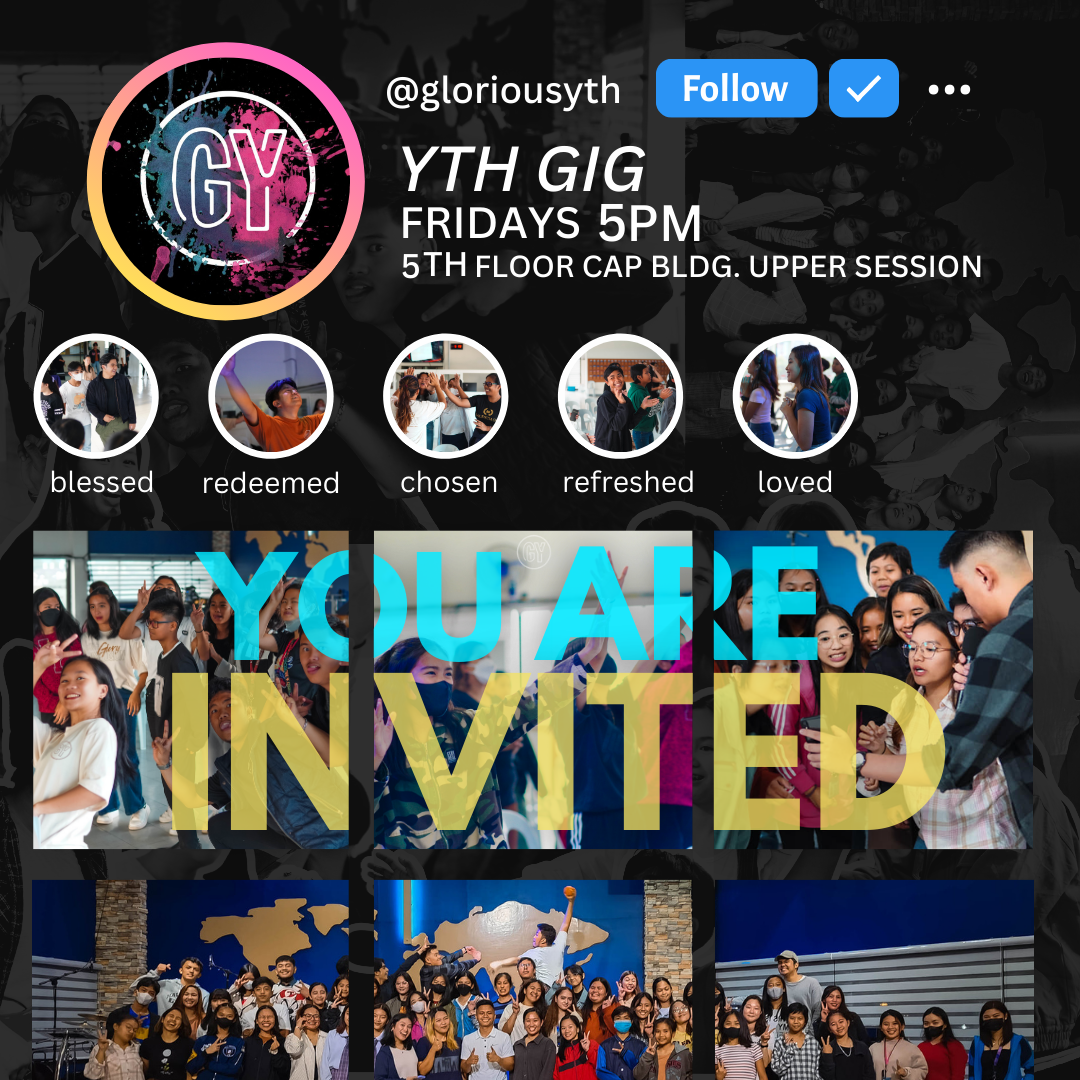 GY
@gloriousyth Follow
YTH GIG
FRIDAYS 5PM
5TH FLOOR CAP BLDG. UPPER SESSION
blessed redeemed chosen refreshed loved
GY
YOU ARE
INVITED